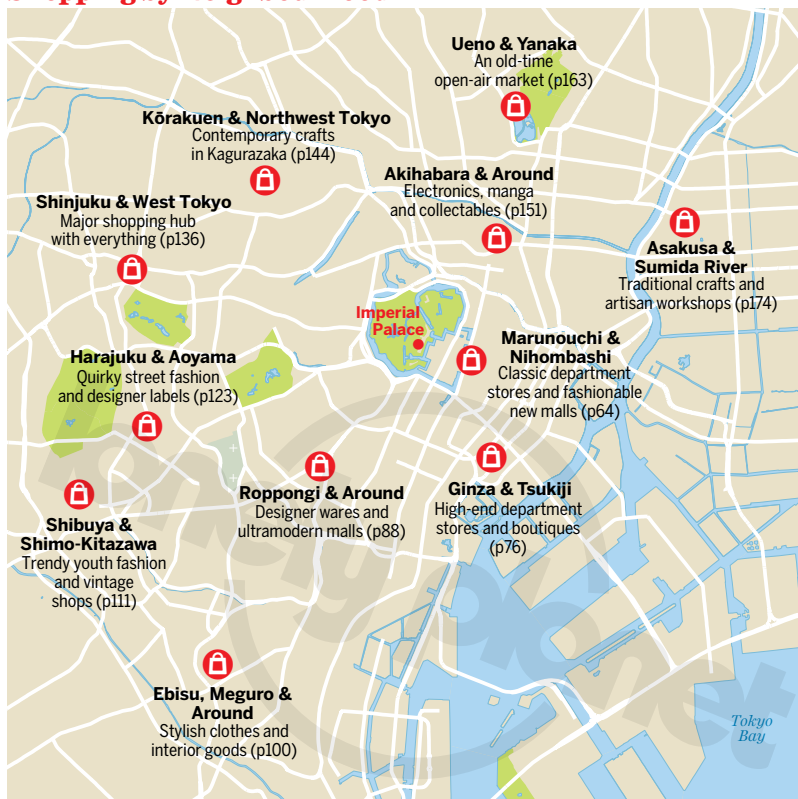 Shopping by Neighbourhood
Ueno & Yanaka
An old-time
open-air market (p163)
Kōrakuen & Northwest Tokyo
Contemporary crafts
in Kagurazaka (p144)
Akihabara & Around
Electronics, manga
and collectables (p151)
Shinjuku & West Tokyo
Major shopping hub
with everything (p136)
Asakusa &
Sumida River
Traditional crafts and
artisan workshops (p174)
Imperial
Palace
Marunouchi &
Nihombashi
Classic department
stores and fashionable
new malls (p64)
Harajuku & Aoyama
Quirky street fashion
and designer labels (p123)
Roppongi & Around
Designer wares and
ultramodern malls (p88)
Ginza & Tsukiji
High-end department
stores and boutiques
(p76)
Shibuya &
Shimo-Kitazawa
Trendy youth fashion
and vintage
shops (p111)
Ebisu, Meguro &
Around
Stylish clothes and
interior goods (p100)
Tokyo
Bay
lonely planet